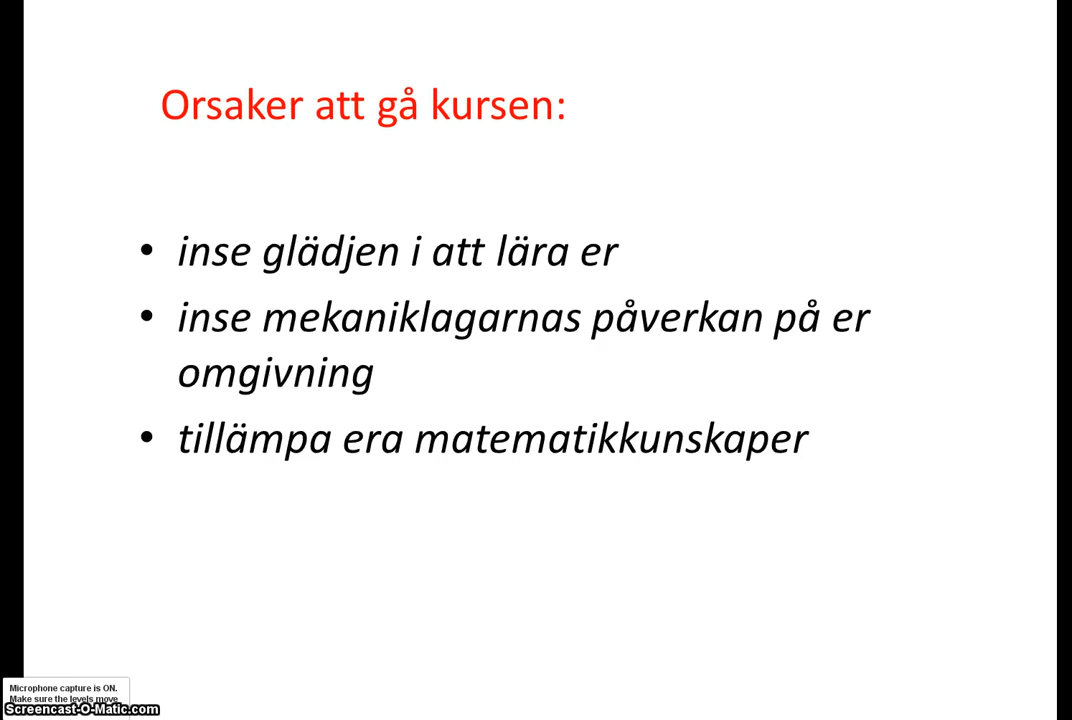 Orsaker att gå kursen:
• inse glädjen i att lära er
• inse mekaniklagarnas påverkan på er
omgivning
• tillämpa era matematikkunskaper
Microphone capture is ON.
Make sure the levels move
Screencast-O-Matic.com